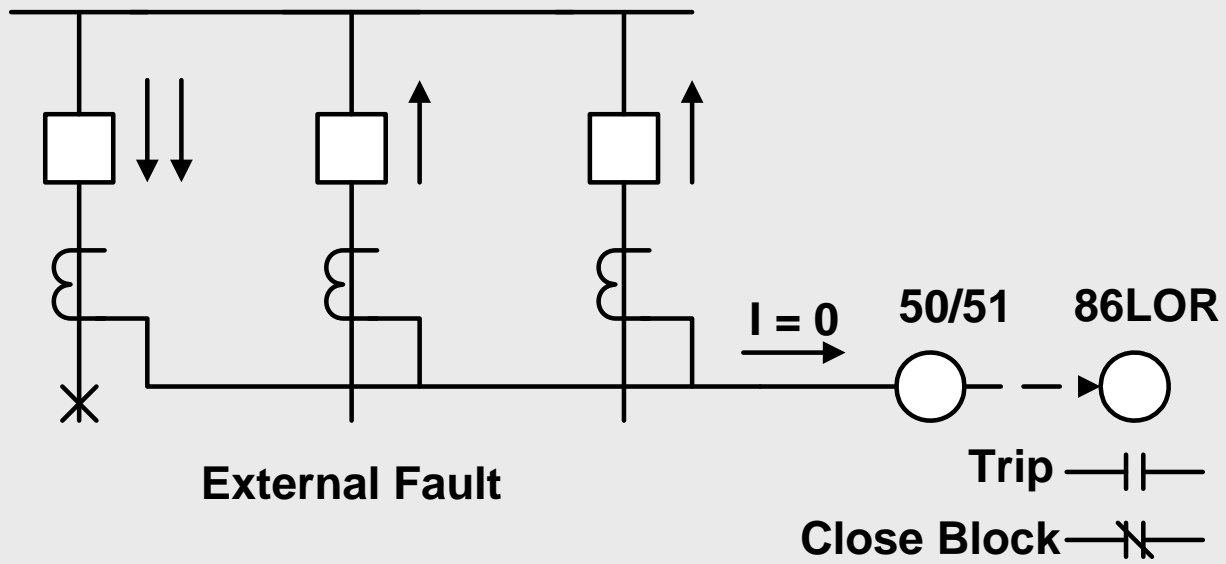 I = 0
50/51
86LOR
External Fault
Trip
Close Block